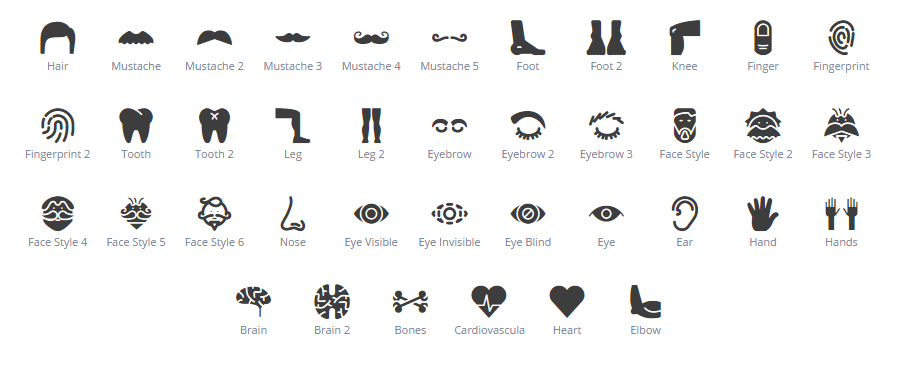 Hair Mustache Mustache 2 Mustache 3 Mustache 4 Mustache 5 Foot Foot 2 Knee Finger Fingerprint
Fingerprint 2 Tooth Tooth 2 Leg Leg 2 Eyebrow Eyebrow 2 Eyebrow 3 Face Style Face Style 2 Face Style 3
Face Style 4 Face Style 5 Face Style 6 Nose Eye Visible Eye Invisible Eye Blind Eye Ear Hand Hands
Brain Brain 2 Bones Cardiovascula Heart Elbow